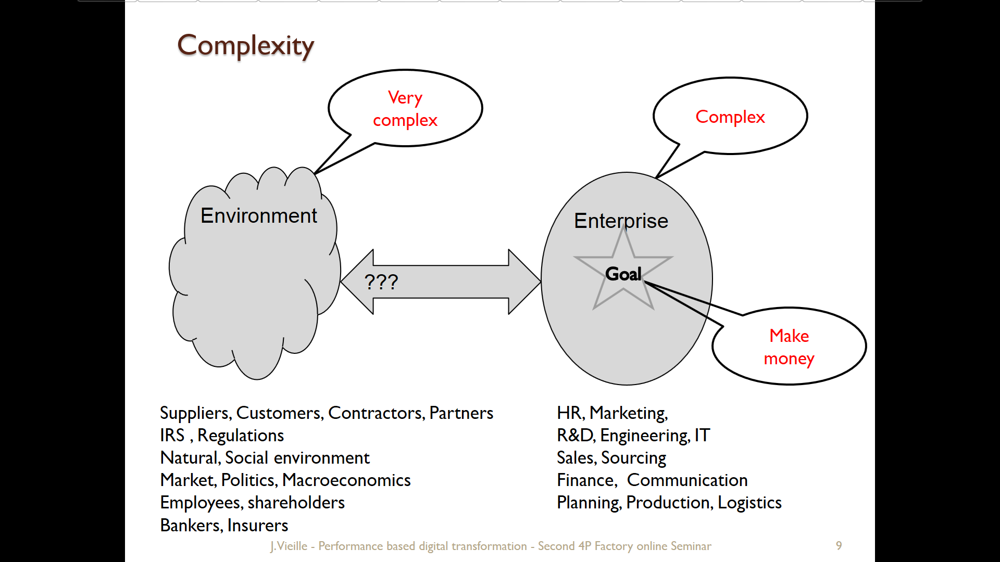 Complexity
Very
complex
Complex
Environment
Enterprise
Goal
???
Make
money
Suppliers, Customers, Contractors, Partners
IRS , Regulations
Natural, Social environment
Market, Politics, Macroeconomics
Employees, shareholders
Bankers, Insurers
HR, Marketing,
R&D, Engineering, IT
Sales, Sourcing
Finance,  Communication
Planning, Production, Logistics
J. Vieille - Performance based digital transformation - Second 4P Factory online Seminar
9